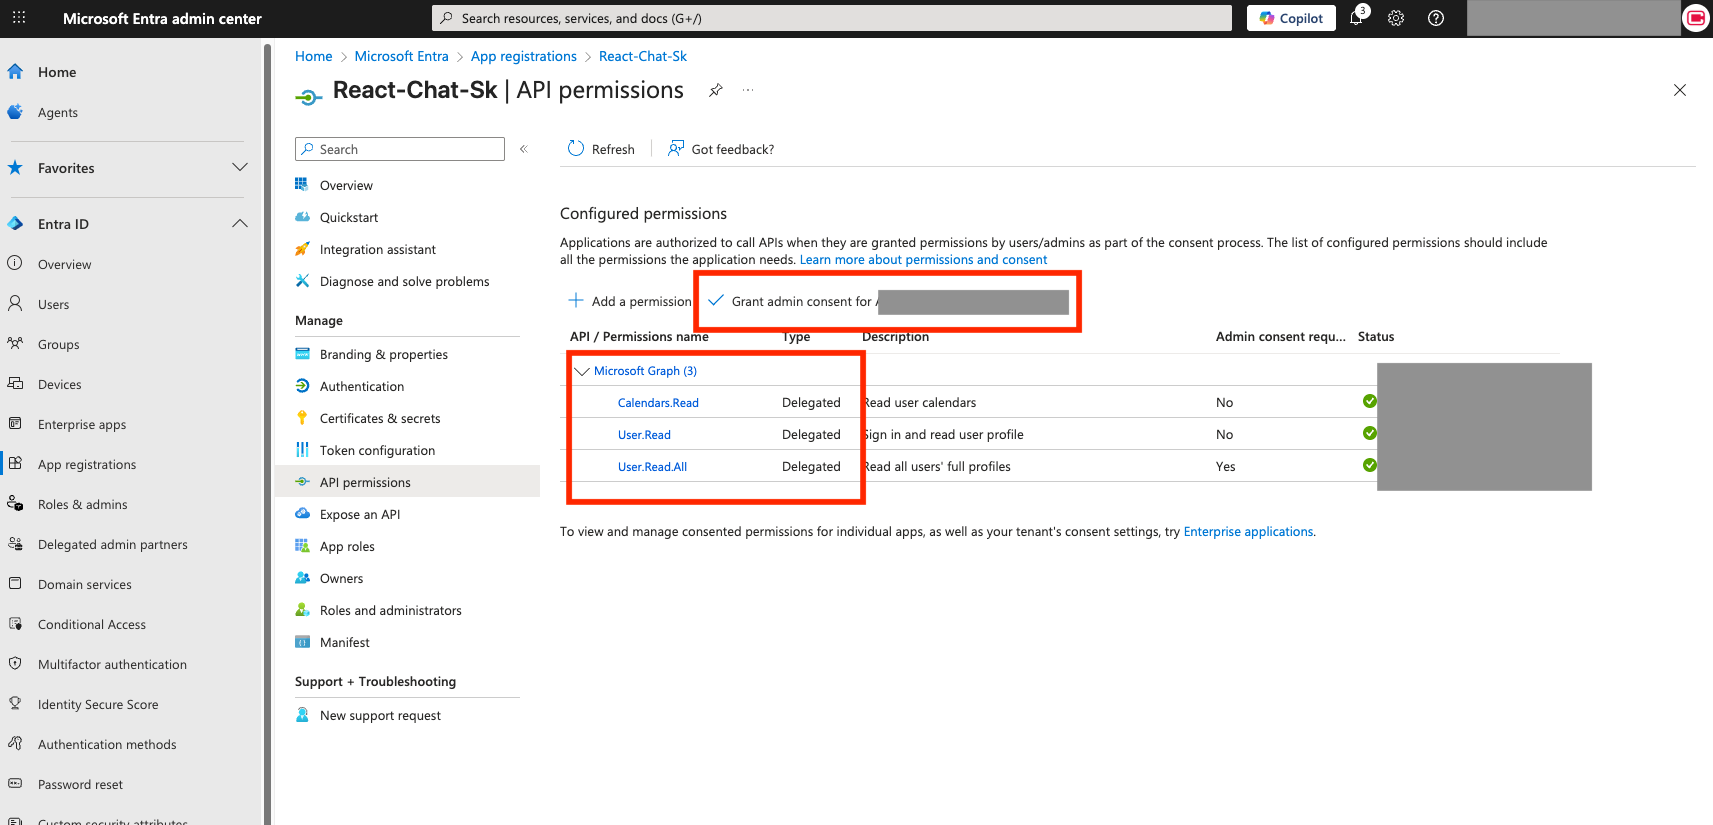 Microsoft Entra admin center
Search resources, services, and docs (G+/)
Copilot
3
Home
Agents
Favorites
Entra ID
Overview
Users
Groups
Devices
Enterprise apps
App registrations
Roles & admins
Delegated admin partners
Domain services
Conditional Access
Multifactor authentication
Identity Secure Score
Authentication methods
Password reset
Custom security attributes
Home > Microsoft Entra > App registrations > React-Chat-Sk
React-Chat-Sk | API permissions
Search
Overview
Quickstart
Integration assistant
Diagnose and solve problems
Manage
Branding & properties
Authentication
Certificates & secrets
Token configuration
API permissions
Expose an API
App roles
Owners
Roles and administrators
Manifest
Support + Troubleshooting
New support request
Refresh
Got feedback?
Configured permissions
Applications are authorized to call APIs when they are granted permissions by users/admins as part of the consent process. The list of configured permissions should include
all the permissions the application needs. Learn more about permissions and consent
Add a permission
Grant admin consent for
API / Permissions name Type Description Admin consent requ... Status
Microsoft Graph (3)
Calendars.Read Delegated Read user calendars No
User.Read Delegated Sign in and read user profile No
User.Read.All Delegated Read all users' full profiles Yes
To view and manage consented permissions for individual apps, as well as your tenant's consent settings, try Enterprise applications.